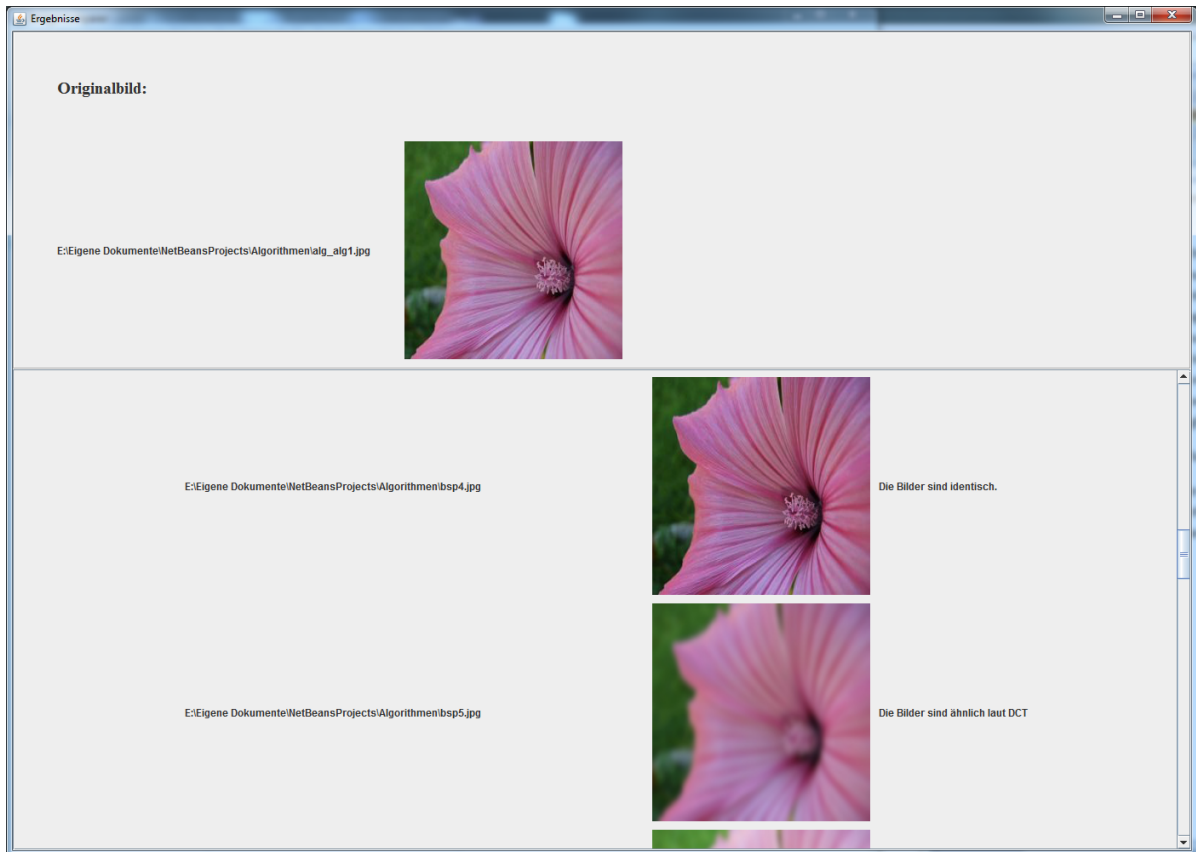 Ergebnisse
Originalbild:
E:\Eigene Dokumente\NetBeansProjects\Algorithmen\alg_alg1.jpg
E:\Eigene Dokumente\NetBeansProjects\Algorithmen\bsp4.jpg
Die Bilder sind identisch.
E:\Eigene Dokumente\NetBeansProjects\Algorithmen\bsp5.jpg
Die Bilder sind ähnlich laut DCT